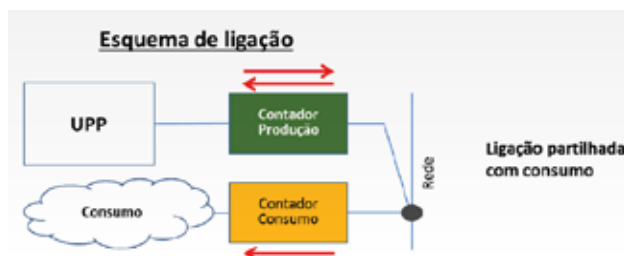 Esquema de ligação
UPP
Contador
Produção
Rede
Ligação partilhada
com consumo
Consumo
Contador
Consumo